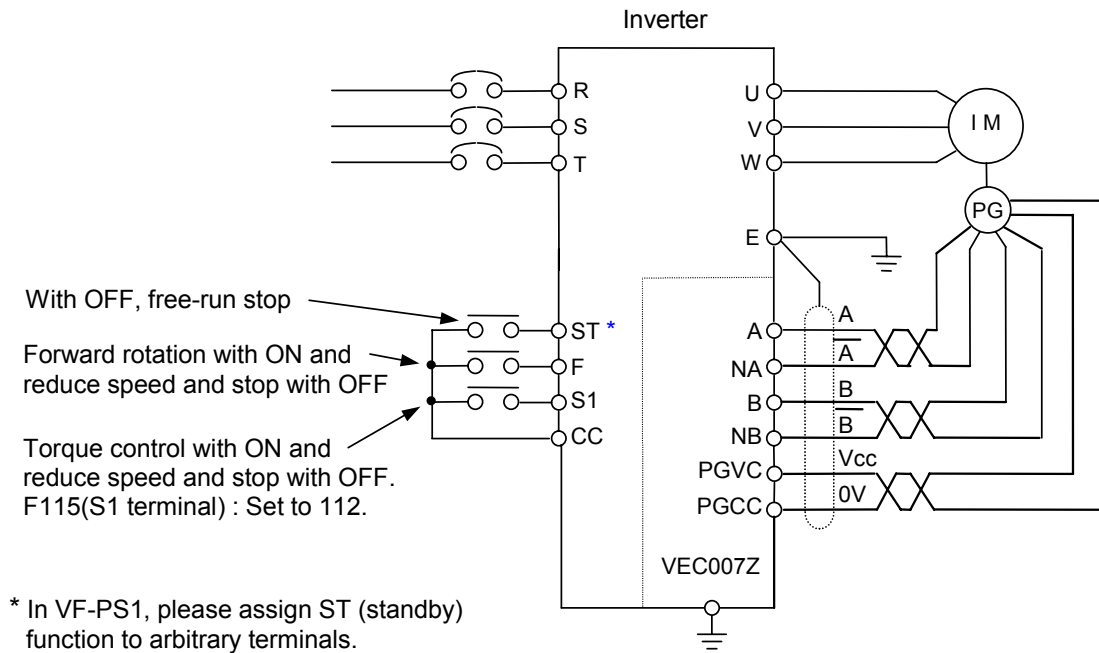 Inverter
R
S
T
U
V
W
I M
PG
E
With OFF, free-run stop
ST *
Forward rotation with ON and
reduce speed and stop with OFF
F
S1
CC
Torque control with ON and
reduce speed and stop with OFF.
F115(S1 terminal) : Set to 112.
A
A
NA
A
B
B
NB
B
PGVC
Vcc
PGCC
0V
VEC007Z
* In VF-PS1, please assign ST (standby)
function to arbitrary terminals.